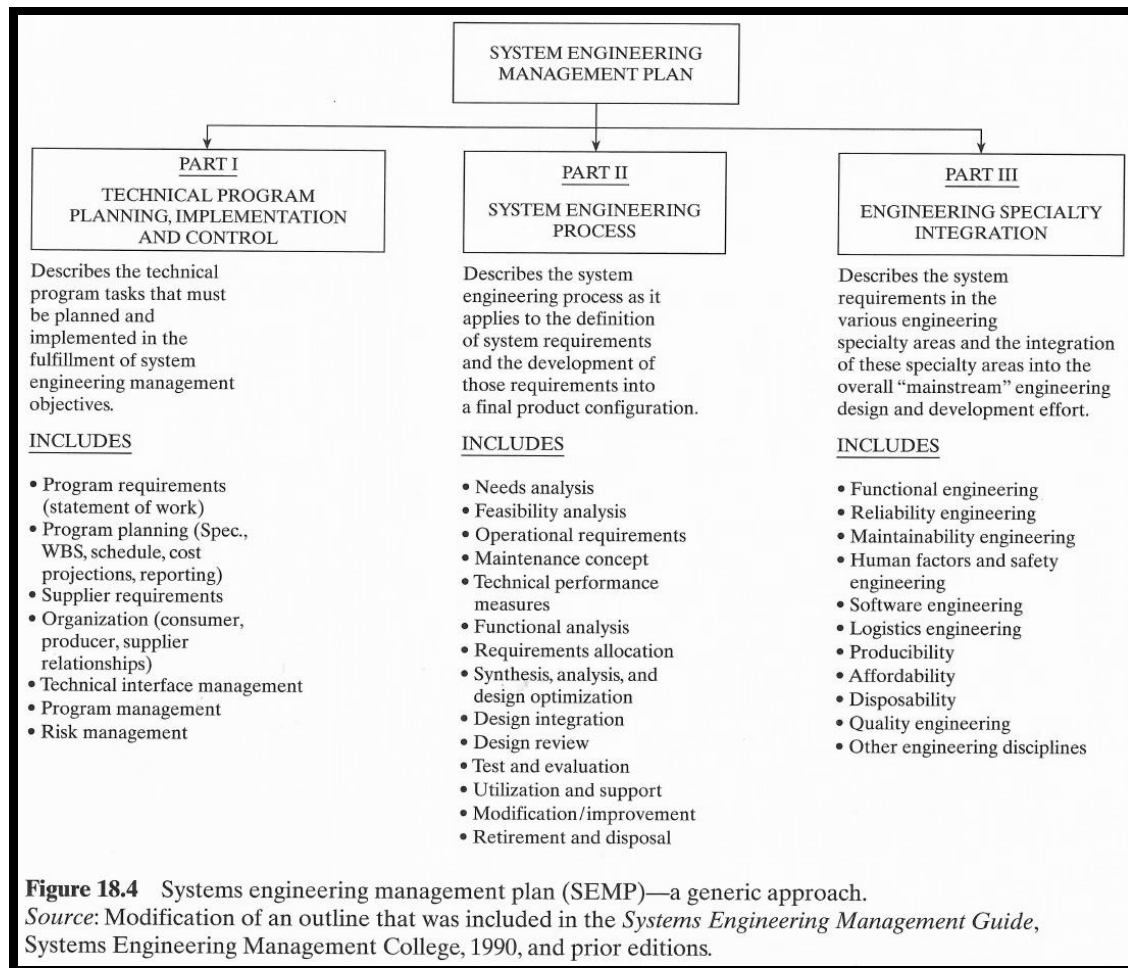 SYSTEM ENGINEERING
MANAGEMENT PLAN
PART I
TECHNICAL PROGRAM
PLANNING, IMPLEMENTATION
AND CONTROL
Describes the technical
program tasks that must
be planned and
implemented in the
fulfillment of system
engineering management
objectives.
INCLUDES
• Program requirements
(statement of work)
• Program planning (Spec.,
WBS, schedule, cost
projections, reporting)
• Supplier requirements
• Organization (consumer,
producer, supplier
relationships)
• Technical interface management
• Program management
• Risk management
PART II
SYSTEM ENGINEERING
PROCESS
Describes the system
engineering process as it
applies to the definition
of system requirements
and the development of
those requirements into
a final product configuration.
INCLUDES
• Needs analysis
• Feasibility analysis
• Operational requirements
• Maintenance concept
• Technical performance
measures
• Functional analysis
• Requirements allocation
• Synthesis, analysis, and
design optimization
• Design integration
• Design review
• Test and evaluation
• Utilization and support
• Modification/improvement
• Retirement and disposal
PART III
ENGINEERING SPECIALTY
INTEGRATION
Describes the system
requirements in the
various engineering
specialty areas and the integration
of these specialty areas into the
overall “mainstream” engineering
design and development effort.
INCLUDES
• Functional engineering
• Reliability engineering
• Maintainability engineering
• Human factors and safety
engineering
• Software engineering
• Logistics engineering
• Producibility
• Affordability
• Disposability
• Quality engineering
• Other engineering disciplines
Figure 18.4 Systems engineering management plan (SEMP)—a generic approach.
Source: Modification of an outline that was included in the Systems Engineering Management Guide,
Systems Engineering Management College, 1990, and prior editions.